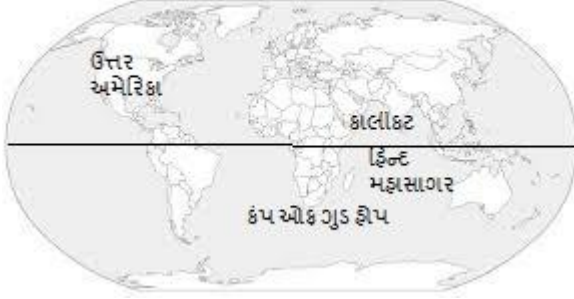 ઉત્તર
અમેરિકા
કાલીકટ
હિન્દ
મહાસાગર
કંપ ઓફ ગુડ હોપ